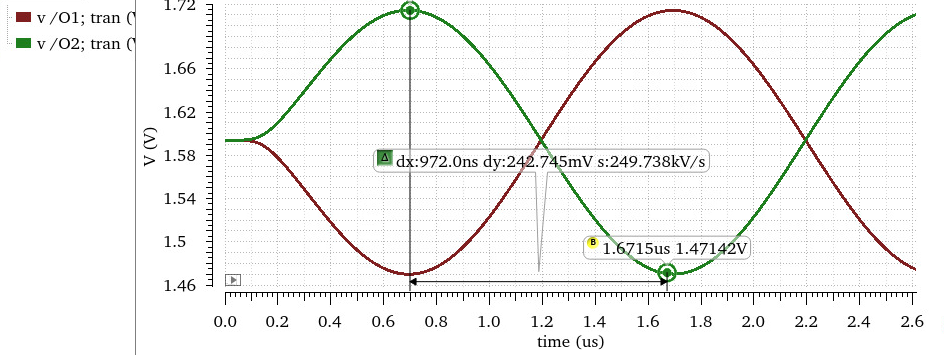 v /O1; tran (V
v /O2; tran (V
V (V)
1.72
1.66
1.62
1.58
1.54
1.5
1.46
dx:972.0ns dy:242.745mV s:249.738kV/s
B
1.6715us 1.47142V
0.0 0.2 0.4 0.6 0.8 1.0 1.2 1.4 1.6 1.8 2.0 2.2 2.4 2.6
time (us)